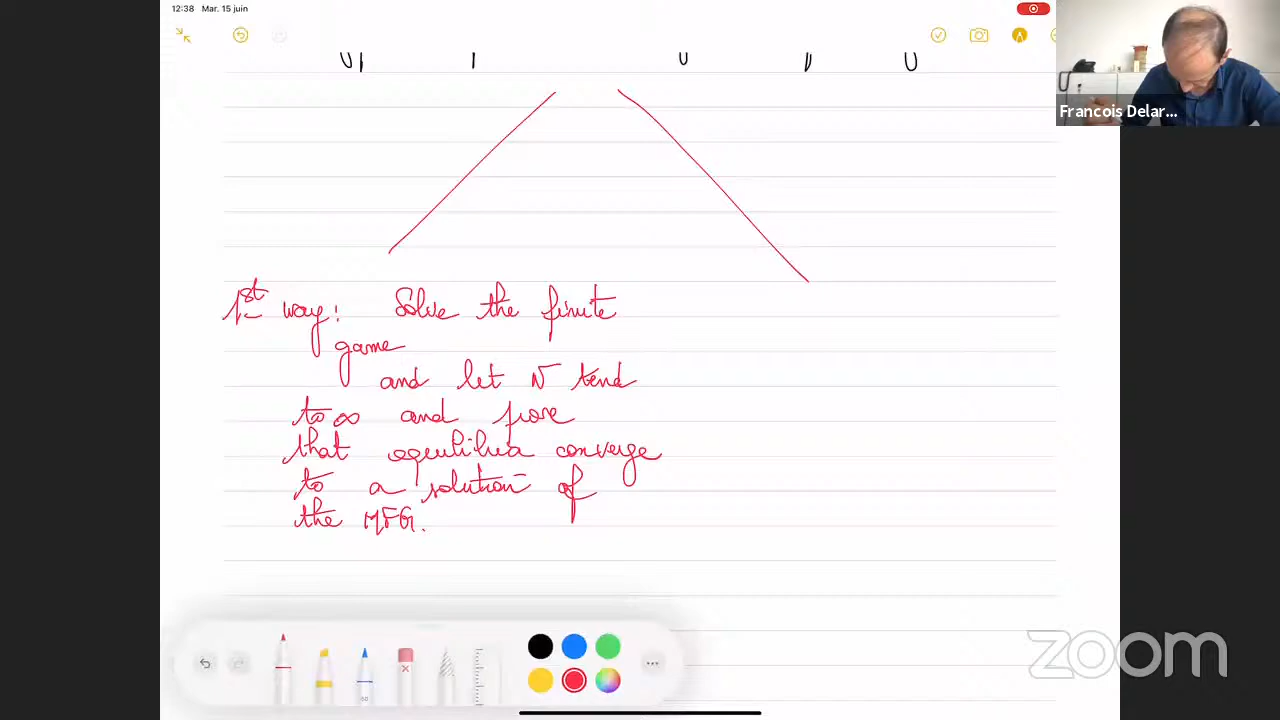 12:38 Mar. 15 juin
Francois Delar...
1st way: Solve the finite
game
and let N tend
to ∞ and prove
that equilibria converge
to a solution of
the MFG.
zoom